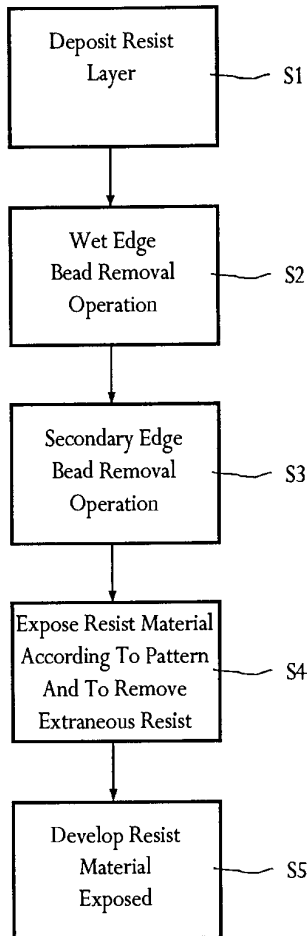 Deposit Resist
Layer
S1
Wet Edge
Bead Removal
Operation
S2
Secondary Edge
Bead Removal
Operation
S3
Expose Resist Material
According To Pattern
And To Remove
Extraneous Resist
S4
Develop Resist
Material
Exposed
S5